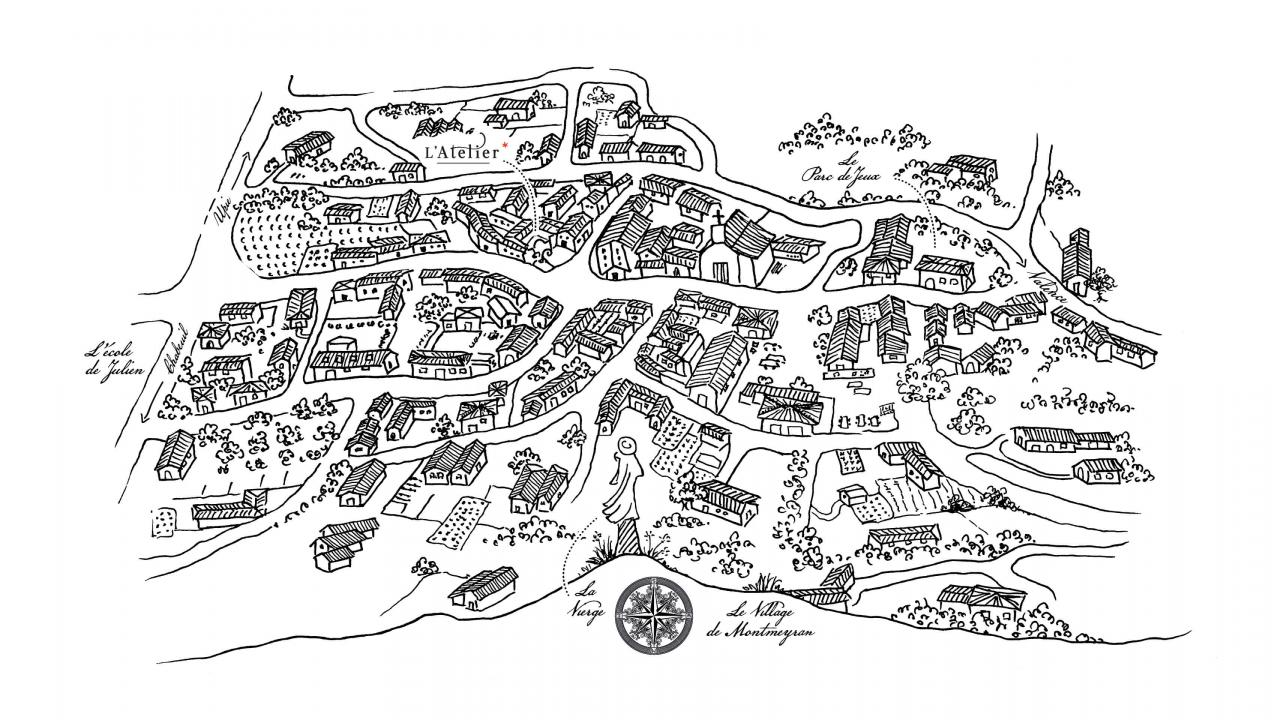 L'Atelier*
Le
Parc de Jeux
Upie
Valence
L'école
de Julien
Chabeuil
La
Vierge
Le Village
de Montmeyran